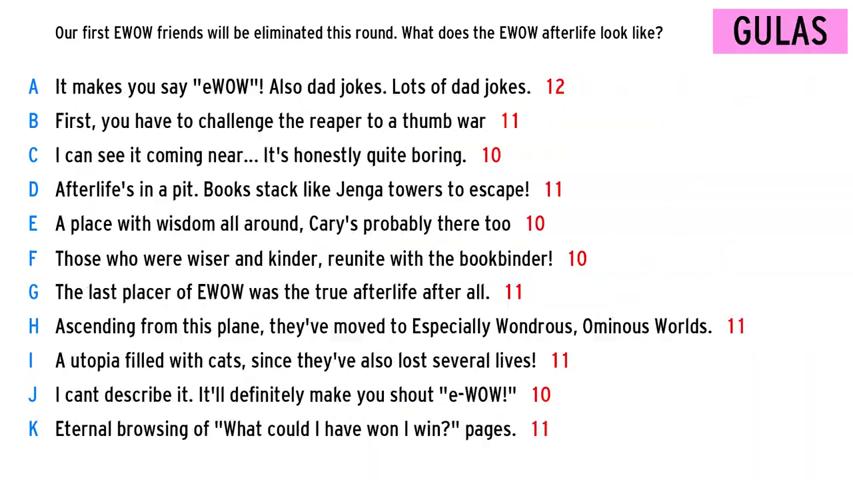 Our first EWOW friends will be eliminated this round. What does the EWOW afterlife look like?
GULAS
A It makes you say "eWOW"! Also dad jokes. Lots of dad jokes. 12
B First, you have to challenge the reaper to a thumb war 11
C I can see it coming near... It's honestly quite boring. 10
D Afterlife's in a pit. Books stack like Jenga towers to escape! 11
E A place with wisdom all around, Cary's probably there too 10
F Those who were wiser and kinder, reunite with the bookbinder! 10
G The last placer of EWOW was the true afterlife after all. 11
H Ascending from this plane, they've moved to Especially Wondrous, Ominous Worlds. 11
I A utopia filled with cats, since they've also lost several lives! 11
J I cant describe it. It'll definitely make you shout "e-WOW!" 10
K Eternal browsing of "What could I have won I win?" pages. 11